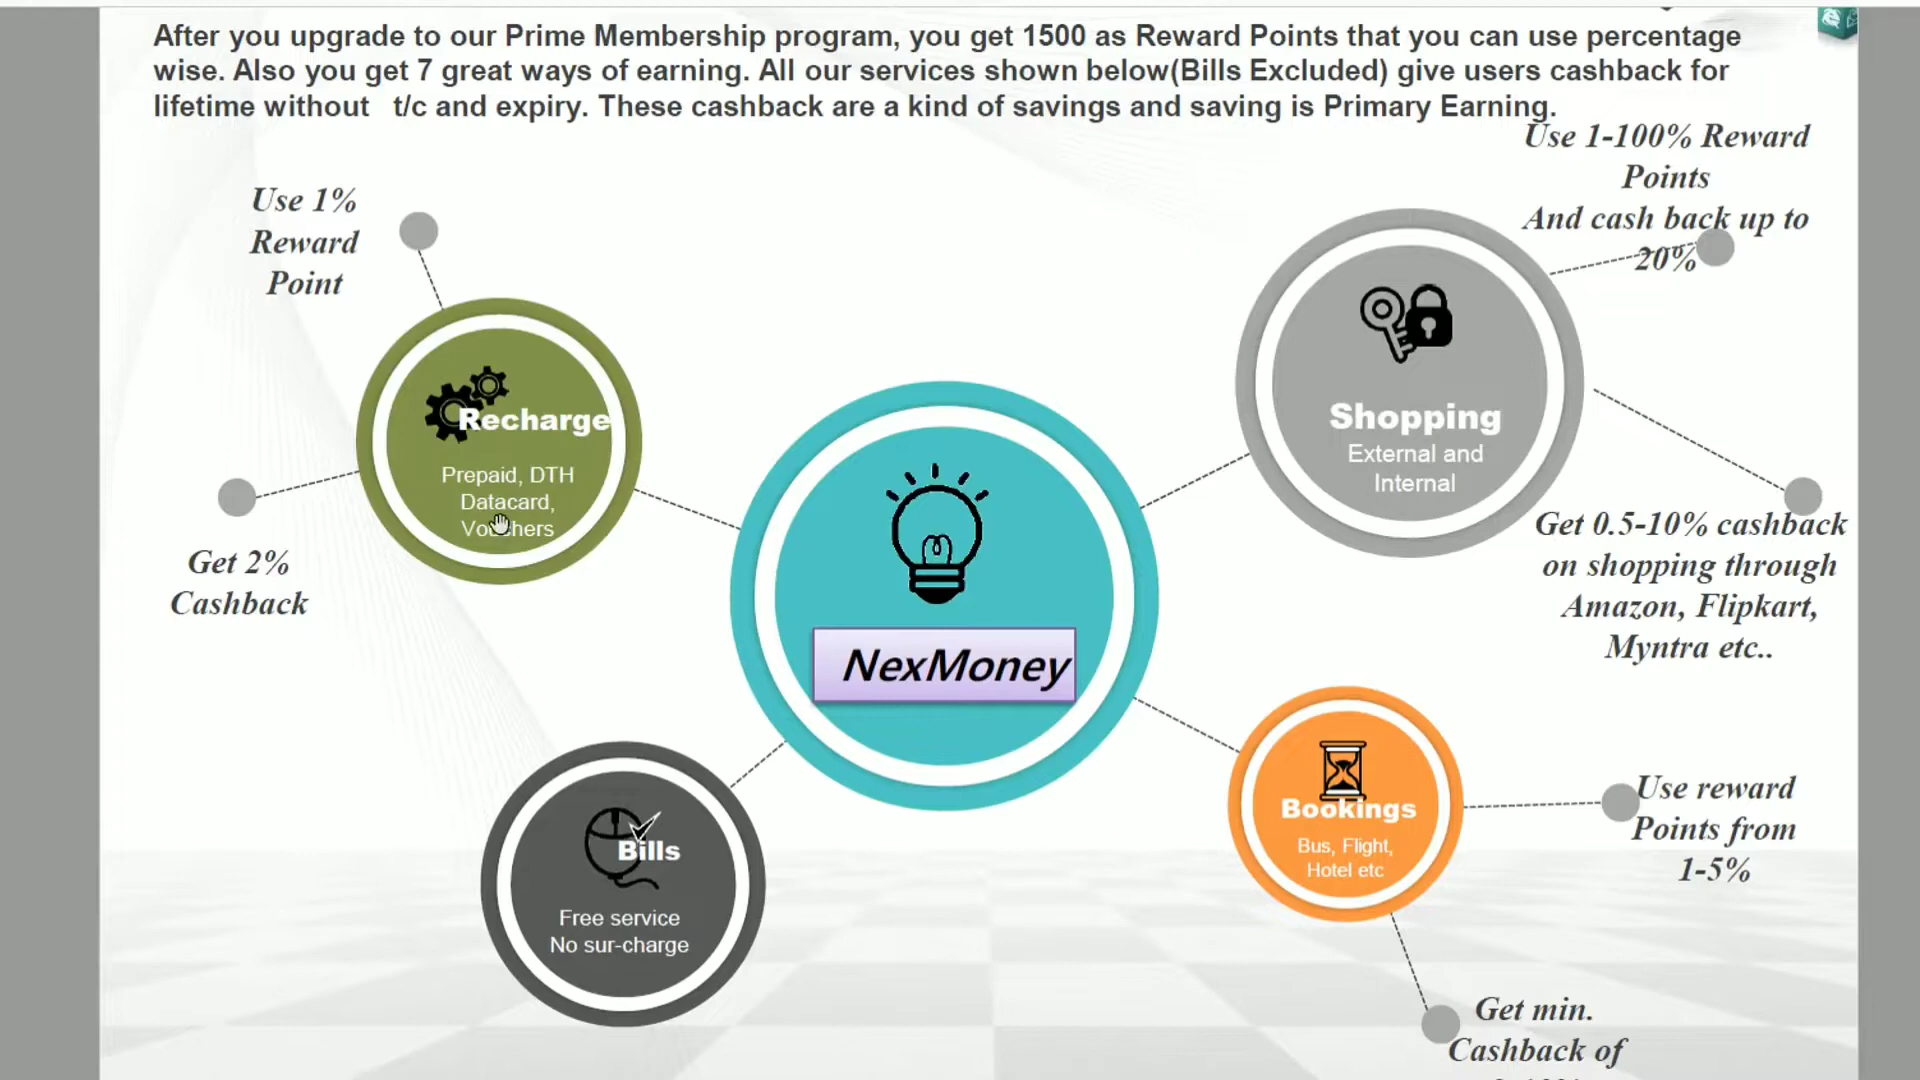 After you upgrade to our Prime Membership program, you get 1500 as Reward Points that you can use percentage
wise. Also you get 7 great ways of earning. All our services shown below(Bills Excluded) give users cashback for
lifetime without t/c and expiry. These cashback are a kind of savings and saving is Primary Earning.
Use 1-100% Reward
Points
And cash back up to
20%
Use 1%
Reward
Point
Recharge
Prepaid, DTH
Datacard,
Vouchers
Get 2%
Cashback
Shopping
External and
Internal
Get 0.5-10% cashback
on shopping through
Amazon, Flipkart,
Myntra etc..
NexMoney
Bookings
Bus, Flight,
Hotel etc
Use reward
Points from
1-5%
Bills
Free service
No sur-charge
Get min.
Cashback of